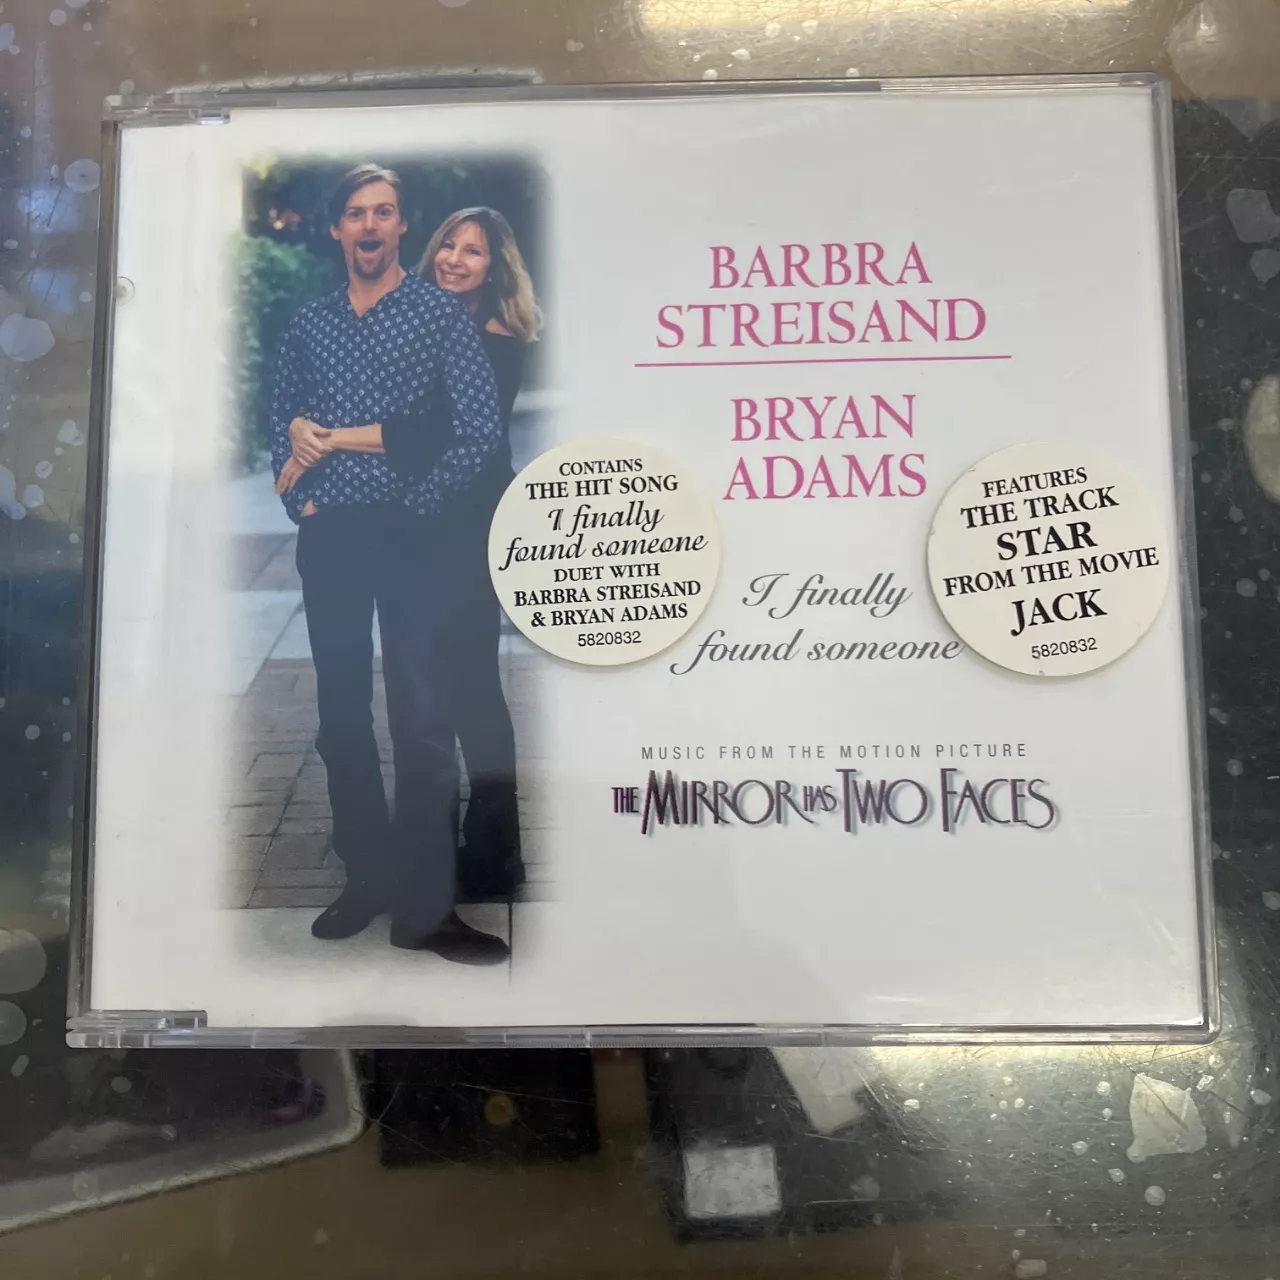 BARBRA
STREISAND
BRYAN
ADAMS
CONTAINS
THE HIT SONG
I finally
found someone
DUET WITH
BARBRA STREISAND
& BRYAN ADAMS
5820832
FEATURES
THE TRACK
STAR
FROM THE MOVIE
JACK
5820832
I finally
found someone
MUSIC FROM THE MOTION PICTURE
THE MIRROR HAS TWO FACES